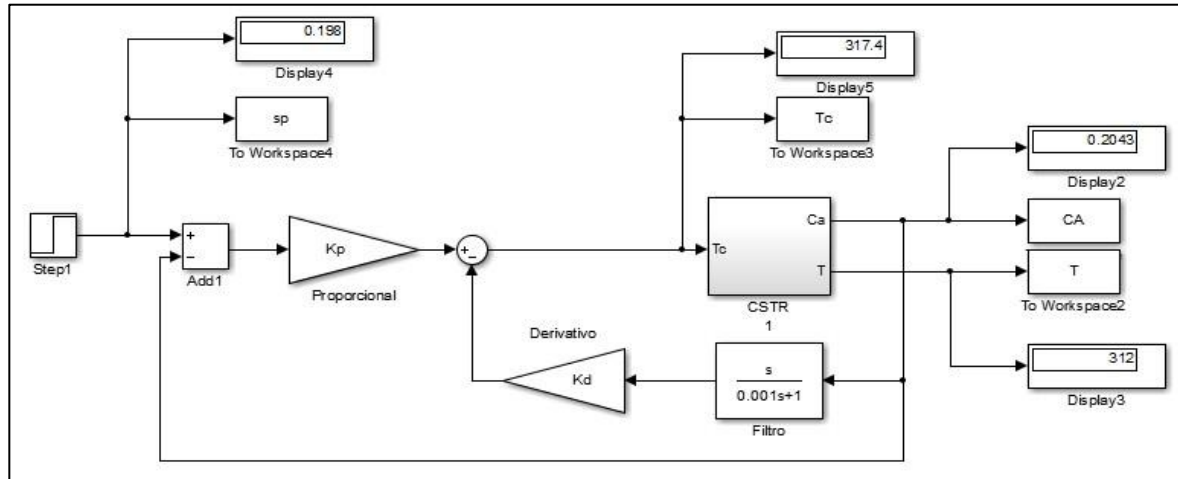 0.198
Display4
sp
To Workspace4
317.4
Display5
Tc
To Workspace3
0.2043
Display2
Step1
+
−
Add1
Kp
Proporcional
+
−
Tc
Ca
T
CSTR
1
CA
T
To Workspace2
312
Display3
Derivativo
Kd
s
0.001s+1
Filtro